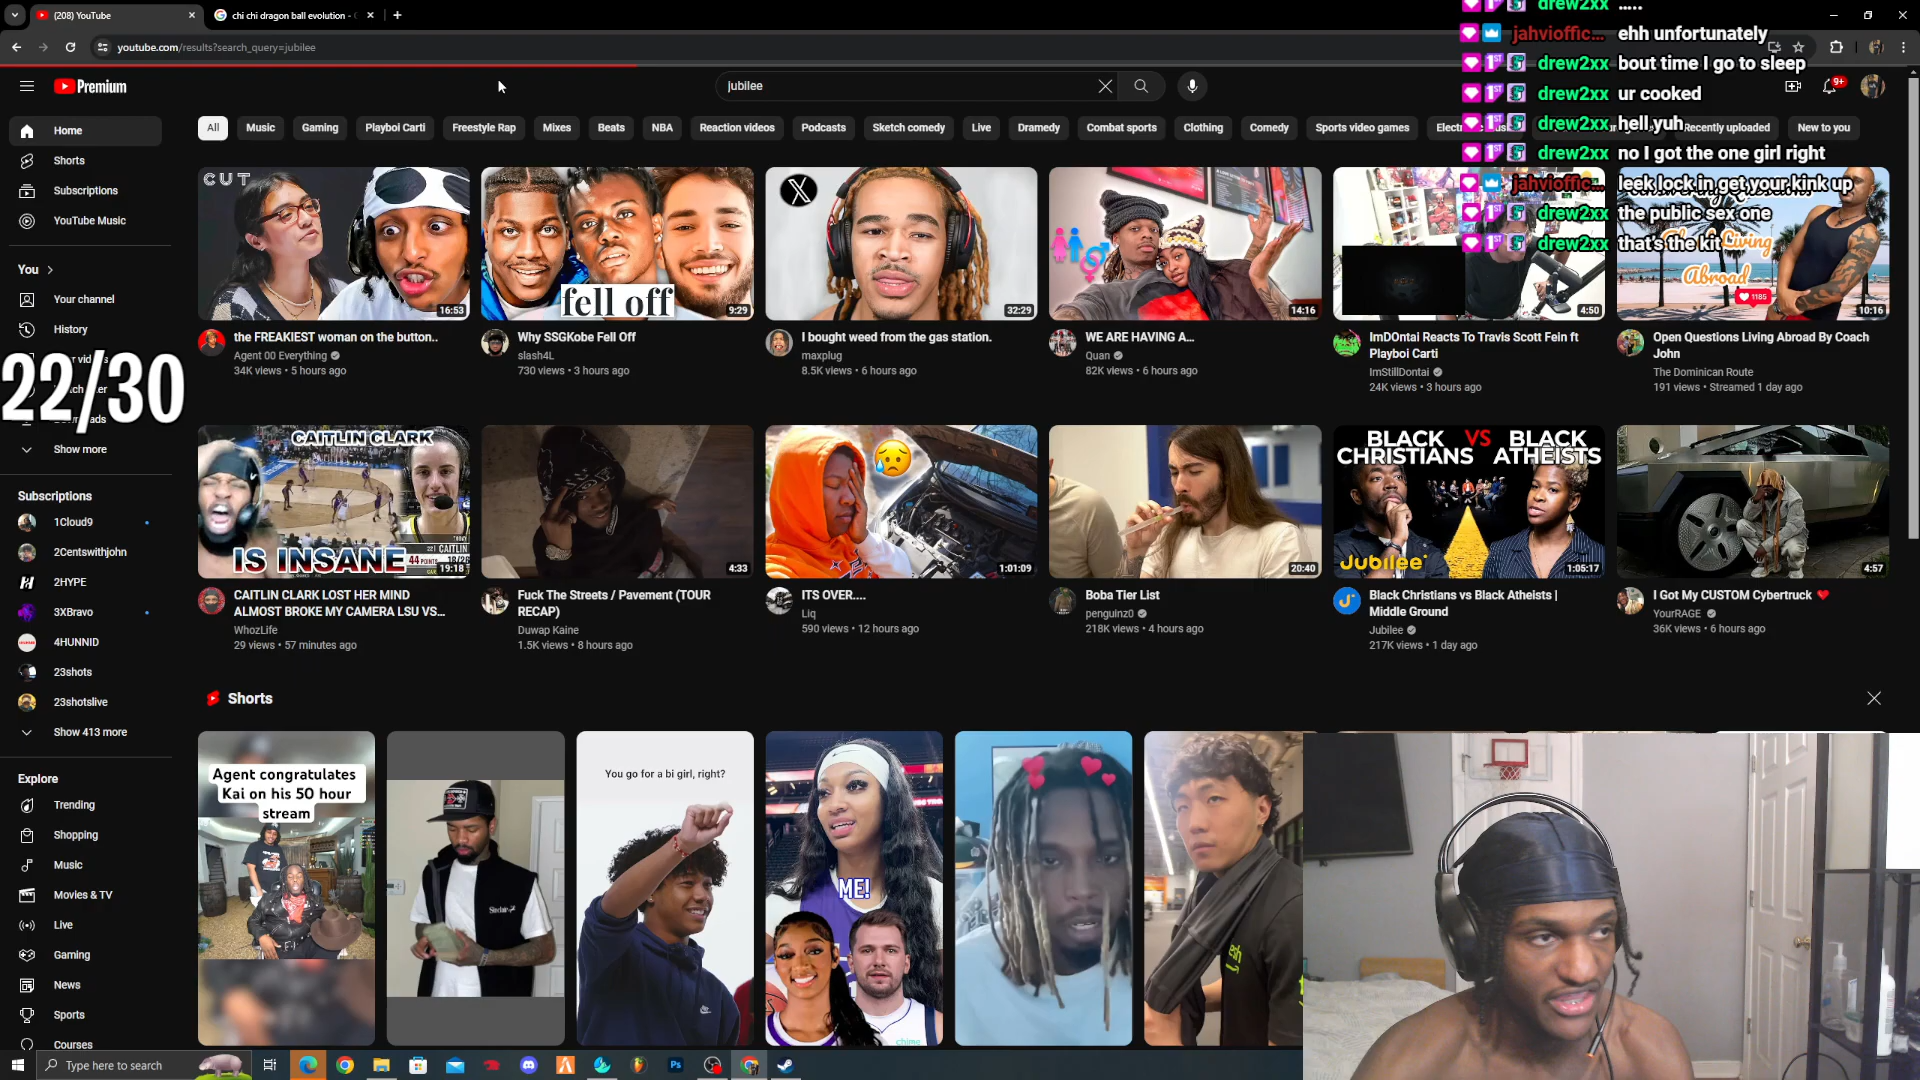 (208) YouTube
chi chi dragon ball evolution -
youtube.com/results?search_query=jubilee
Premium
jubilee
9+
drew2xx .....
jahvioffic... ehh unfortunately
drew2xx bout time I go to sleep
drew2xx ur cooked
drew2xx hell yuh
drew2xx no I got the one girl right
jahvioffic... leek lock in get your kink up
drew2xx the public sex one
drew2xx that's the kit
All
Music
Gaming
Playboi Carti
Freestyle Rap
Mixes
Beats
NBA
Reaction videos
Podcasts
Sketch comedy
Live
Dramedy
Combat sports
Clothing
Comedy
Sports video games
Recently uploaded
New to you
Home
Shorts
Subscriptions
YouTube Music
You
Your channel
History
22/30
Show more
Subscriptions
1Cloud9
2Centswithjohn
2HYPE
3XBravo
4HUNNID
23shots
23shotslive
Show 413 more
Explore
Trending
Shopping
Music
Movies & TV
Live
Gaming
News
Sports
Courses
CUT
16:53
the FREAKIEST woman on the button..
Agent 00 Everything
34K views • 5 hours ago
fell off
9:29
Why SSGKobe Fell Off
slash4L
730 views • 3 hours ago
32:29
I bought weed from the gas station.
maxplug
8.5K views • 6 hours ago
14:16
WE ARE HAVING A...
Quan
82K views • 6 hours ago
4:50
ImDOntai Reacts To Travis Scott Fein ft
Playboi Carti
ImStillDontai
24K views • 3 hours ago
Living
Abroad
1185
10:16
Open Questions Living Abroad By Coach
John
The Dominican Route
191 views • Streamed 1 day ago
CAITLIN CLARK
IS INSANE
44
CAITLIN
19:18
CAITLIN CLARK LOST HER MIND
ALMOST BROKE MY CAMERA LSU VS...
WhozLife
29 views • 57 minutes ago
4:33
Fuck The Streets / Pavement (TOUR
RECAP)
Duwap Kaine
1.5K views • 8 hours ago
1:01:09
ITS OVER....
Liq
590 views • 12 hours ago
20:40
Boba Tier List
penguinz0
218K views • 4 hours ago
BLACK VS BLACK
CHRISTIANS ATHEISTS
Jubilee
1:05:17
Black Christians vs Black Atheists |
Middle Ground
Jubilee
217K views • 1 day ago
4:57
I Got My CUSTOM Cybertruck
YourRAGE
36K views • 6 hours ago
Shorts
Agent congratulates
Kai on his 50 hour
stream
You go for a bi girl, right?
ME!
chime
Type here to search
Ps